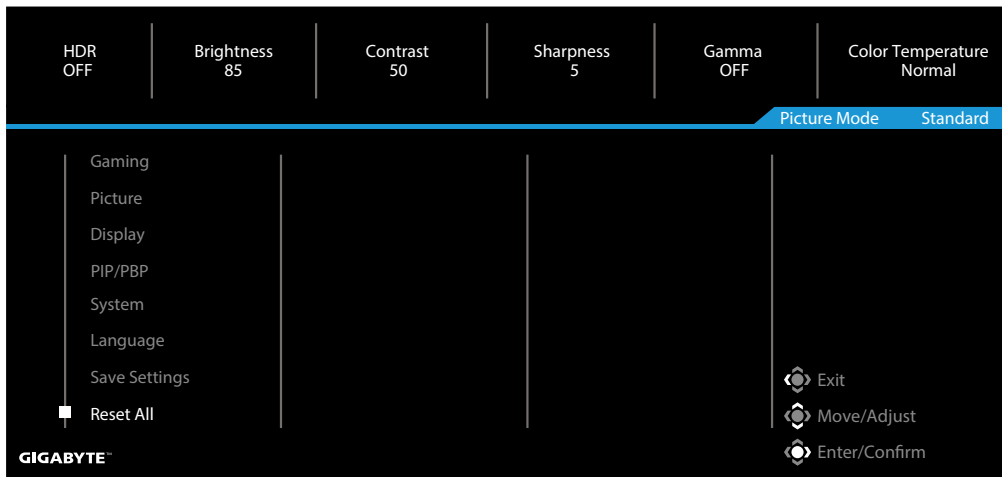 HDR Brightness Contrast Sharpness Gamma Color Temperature
OFF 85 50 5 OFF Normal
Picture Mode Standard
Gaming
Picture
Display
PIP/PBP
System
Language
Save Settings
Reset All
Exit
Move/Adjust
Enter/Confirm
GIGABYTE™